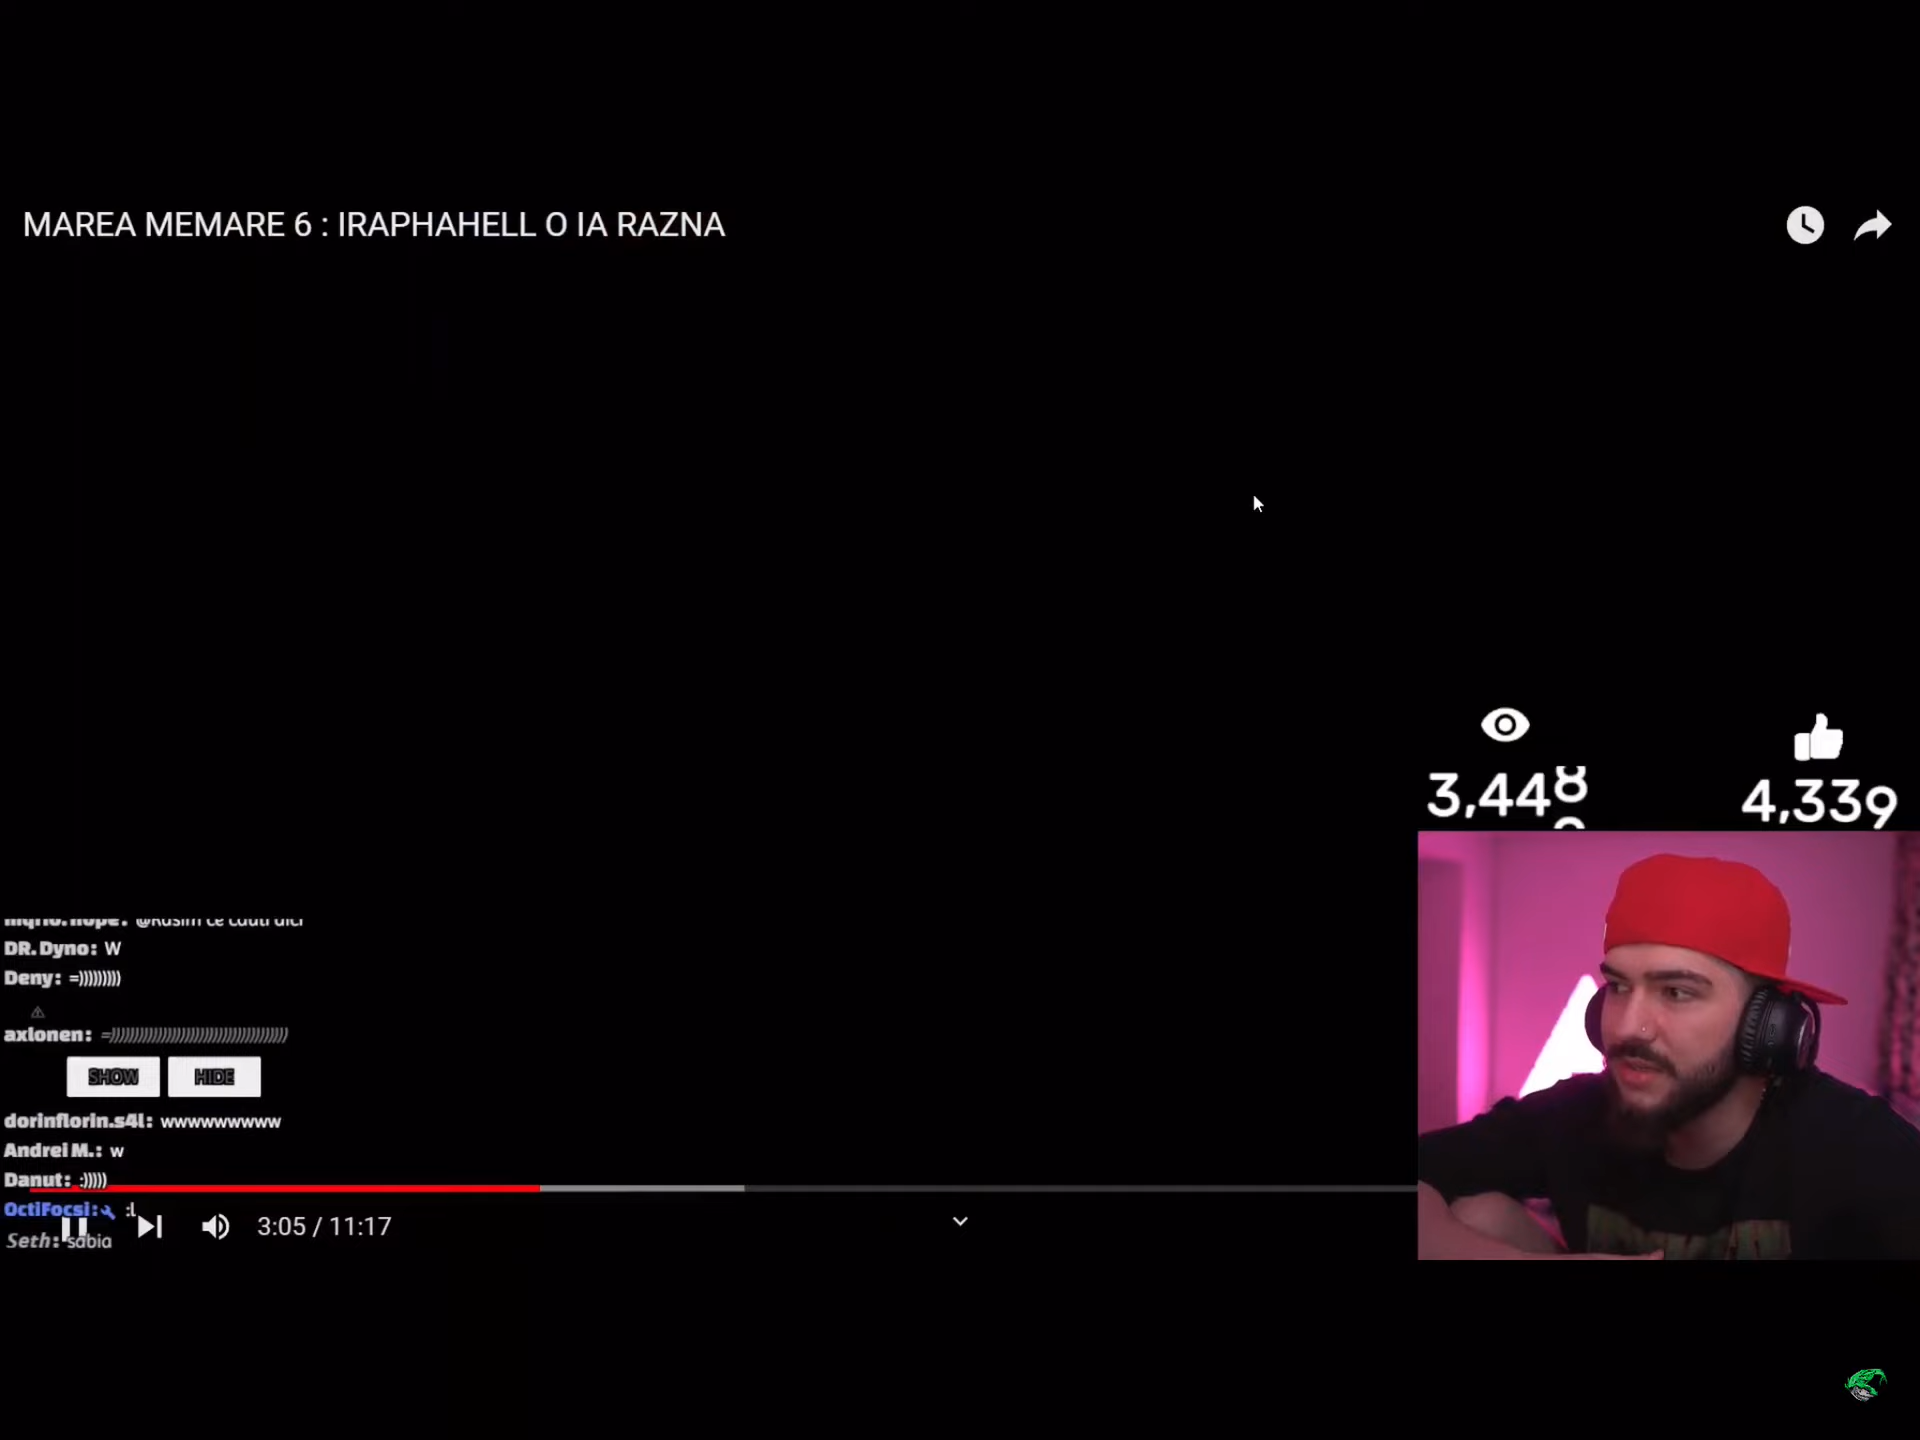 MAREA MEMARE 6 : IRAPHAHELL O IA RAZNA
3,448
4,339
DR. Dyno: W
Deny: =)))))))))
axlonen: =))))))))))))))))))))))))))))))))))
SHOW HIDE
dorinflorin.s4l: wwwwwwwwww
Andrei M.: w
Danut: :)))))
OctiFocsi: :l
Seth: sabia
3:05 / 11:17